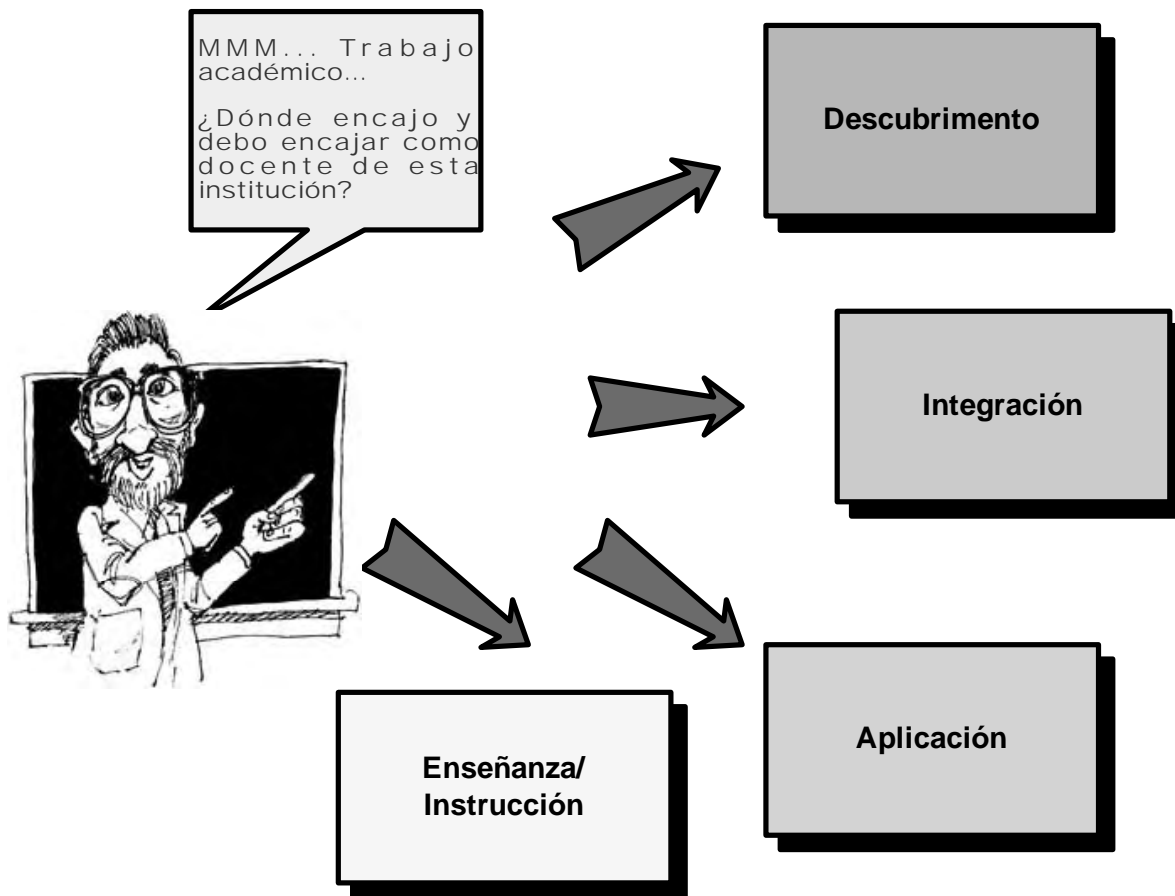 MMM... Trabajo
académico...
¿Dónde encajo y
debo encajar como
docente de esta
institución?
Descubrimento
Integración
Aplicación
Enseñanza/
Instrucción